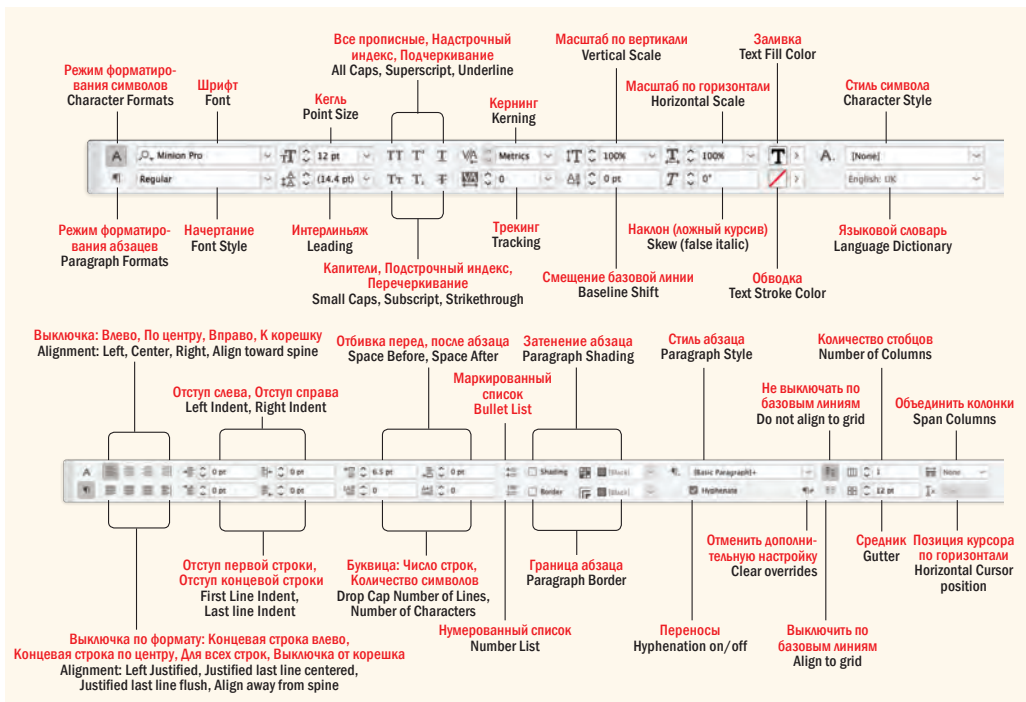 Все прописные, Надстрочный
индекс, Подчеркивание
All Caps, Superscript, Underline
Масштаб по вертикали
Vertical Scale
Заливка
Text Fill Color
Режим форматиро-
вания символов
Character Formats
Шрифт
Font
Кегль
Point Size
Кернинг
Kerning
Масштаб по горизонтали
Horizontal Scale
Стиль символа
Character Style
A
Minion Pro
12 pt
TT
Metrics
100%
100%
T
A.
[None]
Regular
(14.4 pt)
0
0 pt
0°
English: UK
Режим форматиро-
вания абзацев
Paragraph Formats
Начертание
Font Style
Интерлиньяж
Leading
Капители, Подстрочный индекс,
Перечеркивание
Small Caps, Subscript, Strikethrough
Трекинг
Tracking
Смещение базовой линии
Baseline Shift
Наклон (ложный курсив)
Skew (false italic)
Обводка
Text Stroke Color
Языковой словарь
Language Dictionary
Выключка: Влево, По центру, Вправо, К корешку
Alignment: Left, Center, Right, Align toward spine
Отступ слева, Отступ справа
Left Indent, Right Indent
Отбивка перед, после абзаца
Space Before, Space After
Маркированный
список
Bullet List
Затенение абзаца
Paragraph Shading
Стиль абзаца
Paragraph Style
Количество стобцов
Number of Columns
Не выключать по
базовым линиям
Do not align to grid
Объединить колонки
Span Columns
A
0 pt
0 pt
6.5 pt
0 pt
Shading
[Black]
[Basic Paragraph]+
1
None
0 pt
0 pt
0
0
Border
[Black]
Hyphenate
12 pt
Отступ первой строки,
Отступ концевой строки
First Line Indent,
Last line Indent
Буквица: Число строк,
Количество символов
Drop Cap Number of Lines,
Number of Characters
Граница абзаца
Paragraph Border
Отменить дополни-
тельную настройку
Clear overrides
Средник
Gutter
Позиция курсора
по горизонтали
Horizontal Cursor
position
Выключка по формату: Концевая строка влево,
Концевая строка по центру, Для всех строк, Выключка от корешка
Alignment: Left Justified, Justified last line centered,
Justified last line flush, Align away from spine
Нумерованный список
Number List
Переносы
Hyphenation on/off
Выключить по
базовым линиям
Align to grid